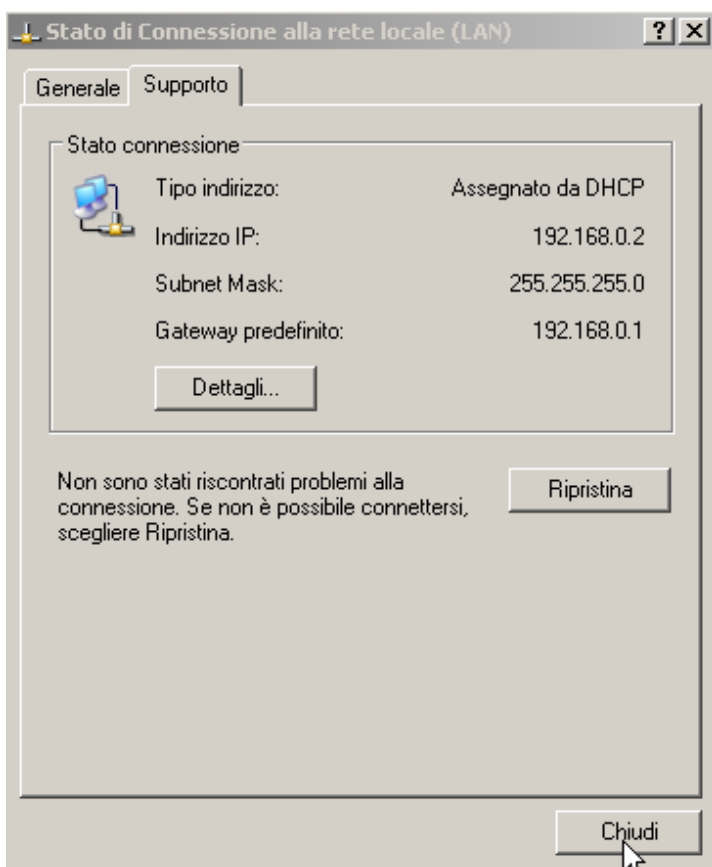 Stato di Connessione alla rete locale (LAN)
Generale
Supporto
Stato connessione
Tipo indirizzo: Assegnato da DHCP
Indirizzo IP: 192.168.0.2
Subnet Mask: 255.255.255.0
Gateway predefinito: 192.168.0.1
Dettagli...
Non sono stati riscontrati problemi alla
connessione. Se non è possibile connettersi,
scegliere Ripristina.
Ripristina
Chiudi